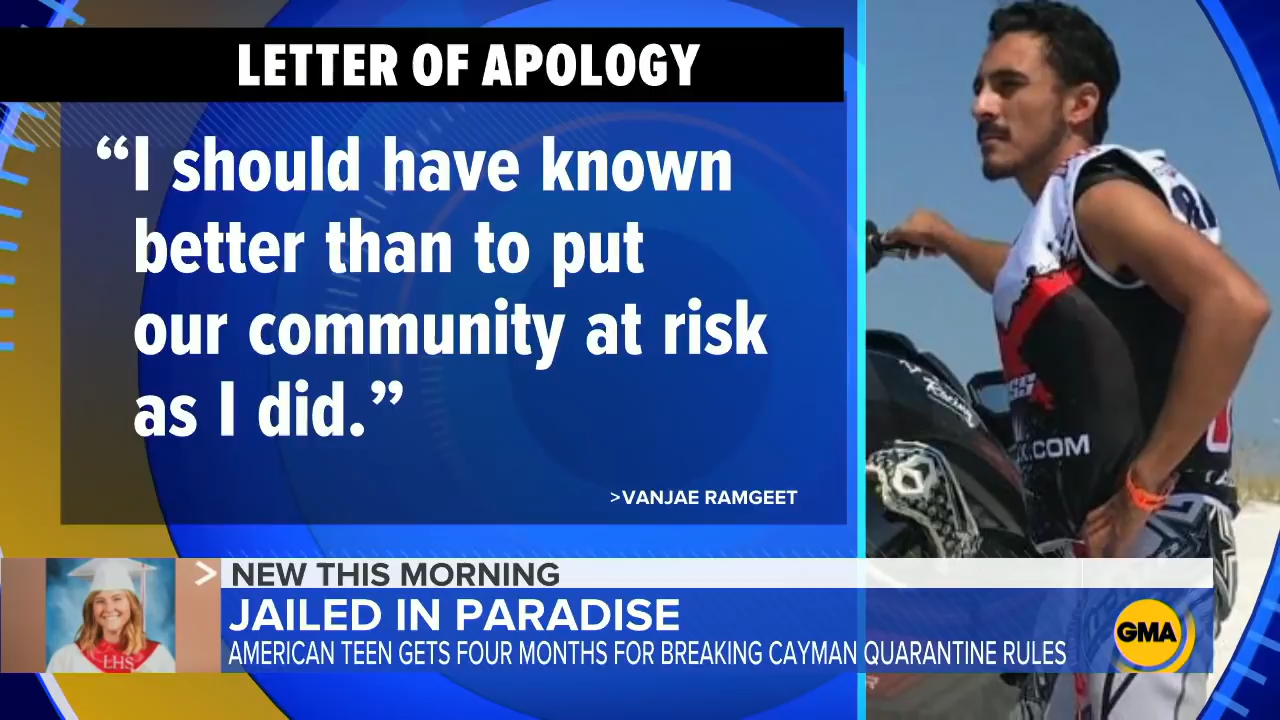 LETTER OF APOLOGY
“I should have known
better than to put
our community at risk
as I did.”
>VANJAE RAMGEET
.COM
LHS
> NEW THIS MORNING
JAILED IN PARADISE
AMERICAN TEEN GETS FOUR MONTHS FOR BREAKING CAYMAN QUARANTINE RULES
GMA